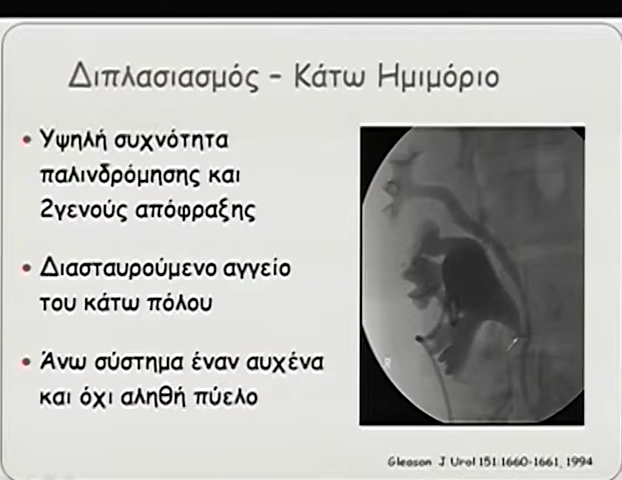 Διπλασιασμός - Κάτω Ημιμόριο
• Υψηλή συχνότητα
παλινδρόμησης και
2γενούς απόφραξης
• Διασταυρούμενο αγγείο
του κάτω πόλου
• Άνω σύστημα έναν αυχένα
και όχι αληθή πύελο
R
Gleason J Urol 151:1660-1661, 1994